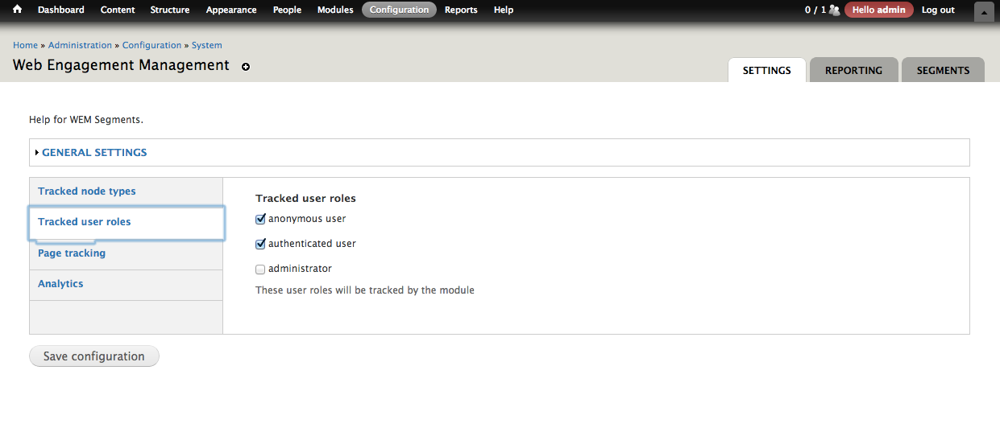 Dashboard Content Structure Appearance People Modules Configuration Reports Help 0 / 1 Hello admin Log out
Home » Administration » Configuration » System
Web Engagement Management
SETTINGS REPORTING SEGMENTS
Help for WEM Segments.
GENERAL SETTINGS
Tracked node types
Tracked user roles
Page tracking
Analytics
Tracked user roles
anonymous user
authenticated user
administrator
These user roles will be tracked by the module
Save configuration